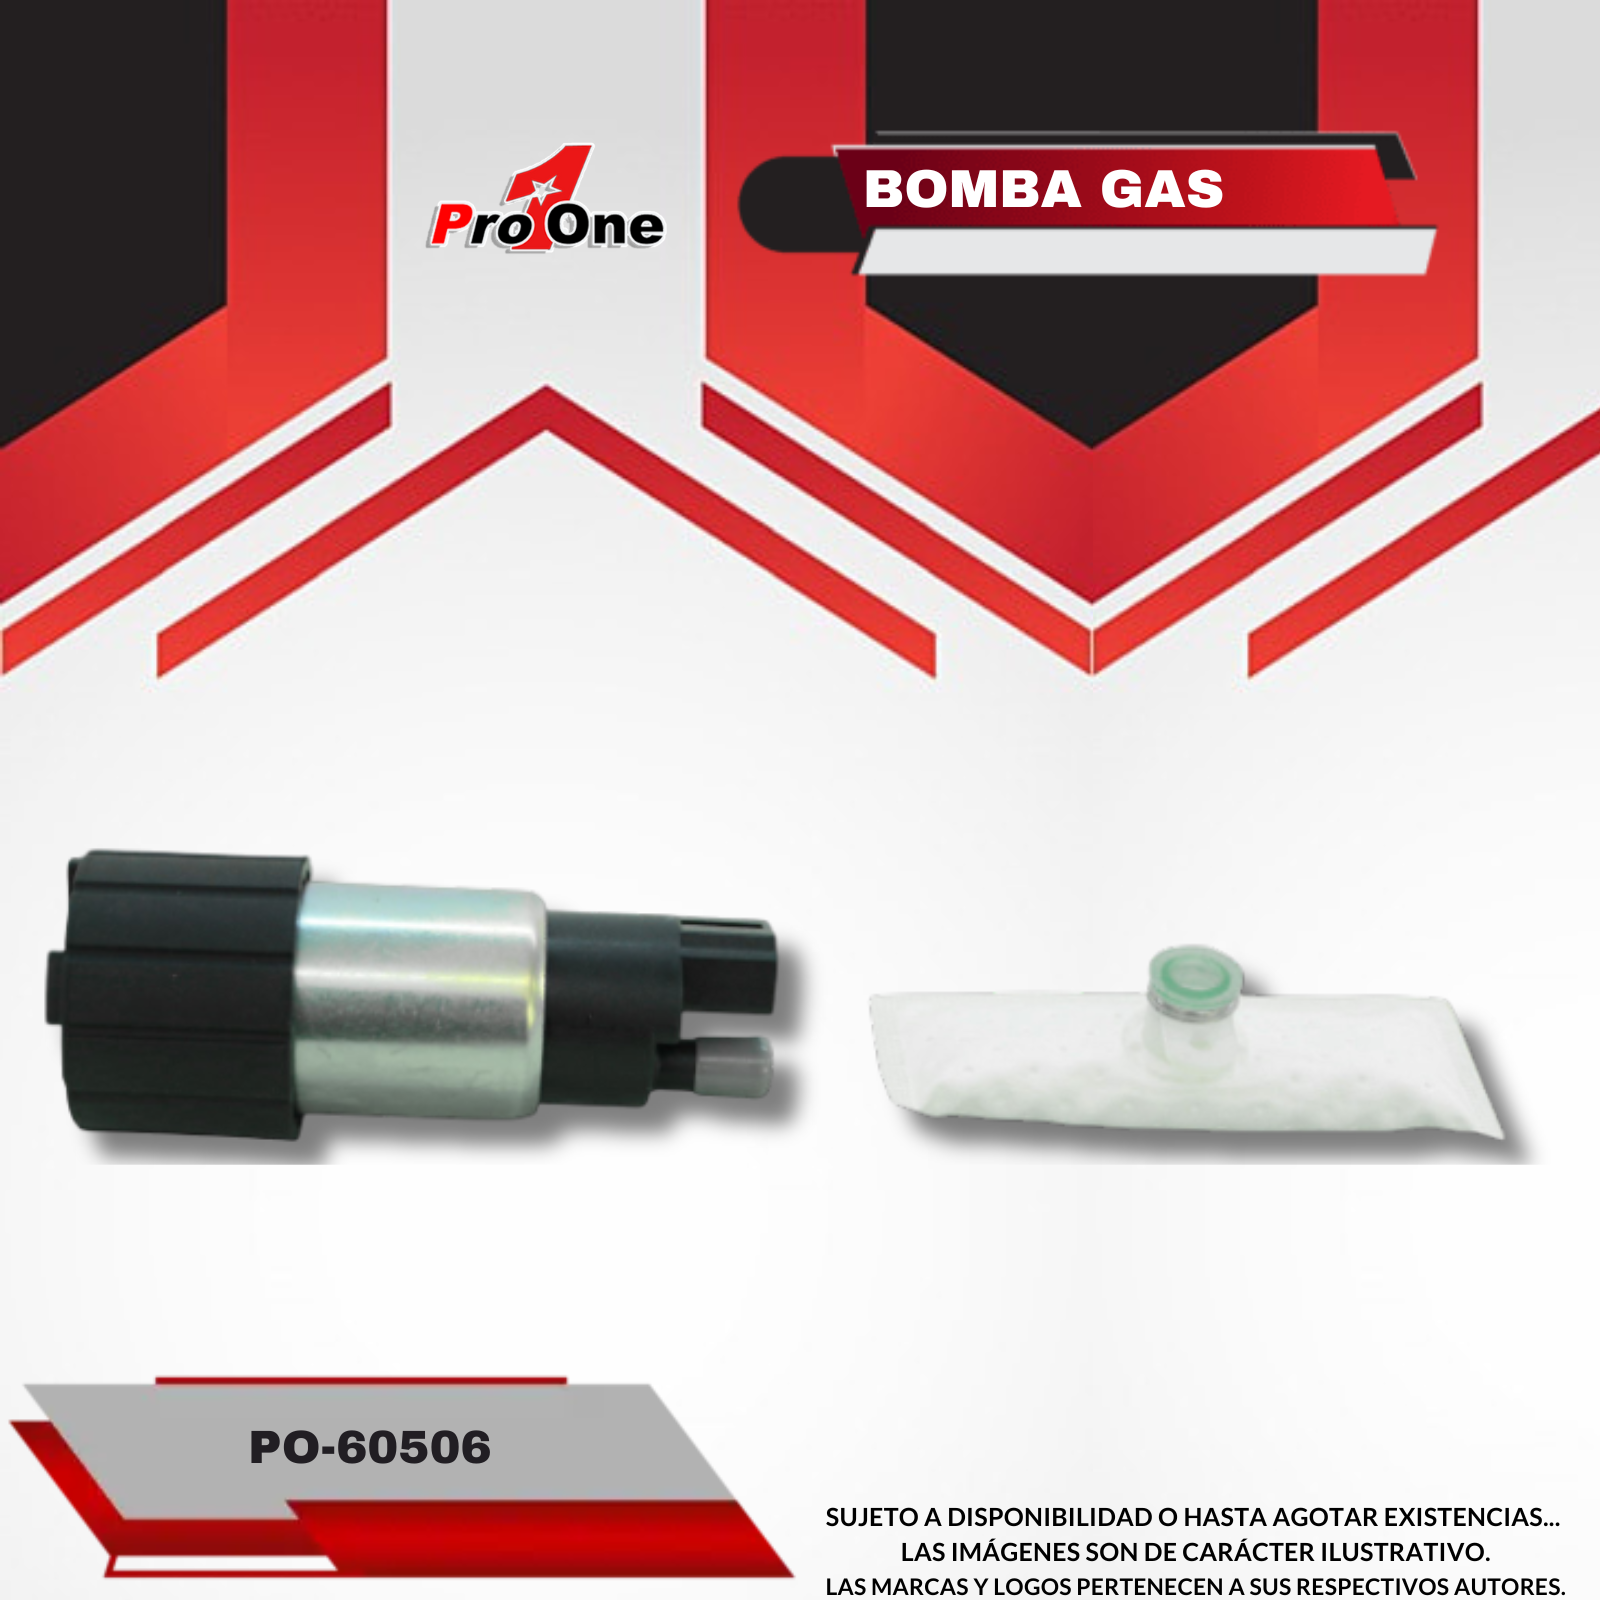 Pro One
1
BOMBA GAS
PO-60506
SUJETO A DISPONIBILIDAD O HASTA AGOTAR EXISTENCIAS...
LAS IMÁGENES SON DE CARÁCTER ILUSTRATIVO.
LAS MARCAS Y LOGOS PERTENECEN A SUS RESPECTIVOS AUTORES.